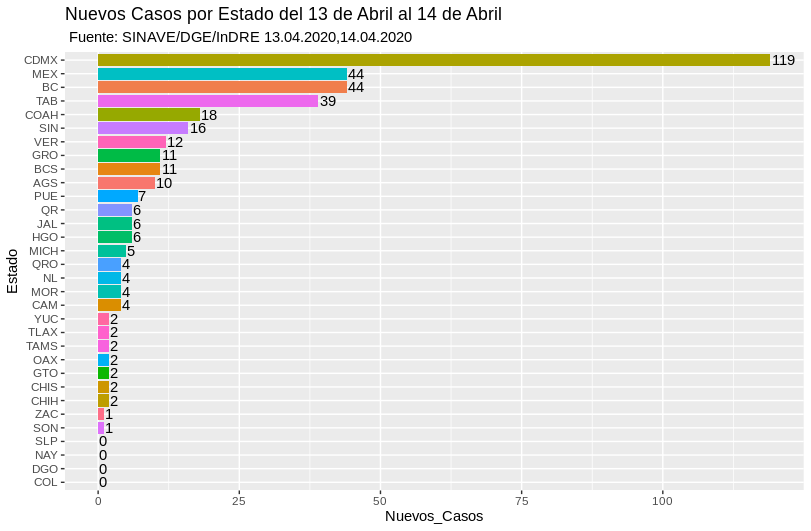 Nuevos Casos por Estado del 13 de Abril al 14 de Abril
Fuente: SINAVE/DGE/InDRE 13.04.2020,14.04.2020
CDMX 119
MEX 44
BC 44
TAB 39
COAH 18
SIN 16
VER 12
GRO 11
BCS 11
AGS 10
PUE 7
QR 6
JAL 6
HGO 6
MICH 5
QRO 4
NL 4
MOR 4
CAM 4
YUC 2
TLAX 2
TAMS 2
OAX 2
GTO 2
CHIS 2
CHIH 2
ZAC 1
SON 1
SLP 0
NAY 0
DGO 0
COL 0
Estado
0 25 50 75 100
Nuevos_Casos